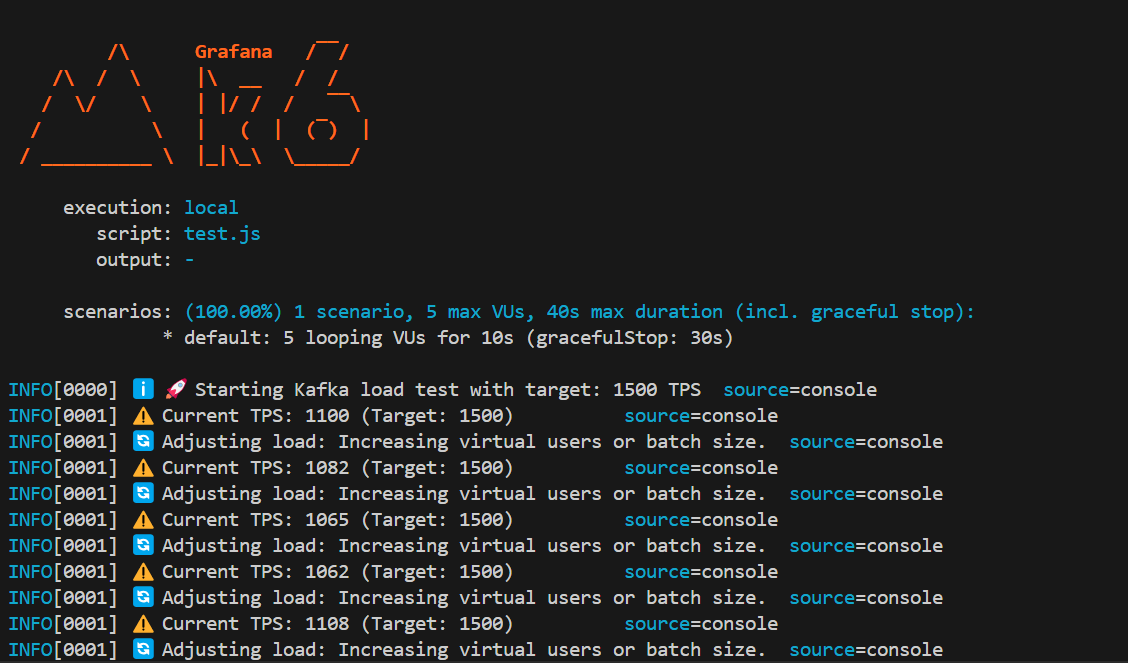 Grafana
k6
execution: local
script: test.js
output: -
scenarios: (100.00%) 1 scenario, 5 max VUs, 40s max duration (incl. graceful stop):
* default: 5 looping VUs for 10s (gracefulStop: 30s)
INFO[0000] ℹ️ 🚀 Starting Kafka load test with target: 1500 TPS source=console
INFO[0001] ⚠️ Current TPS: 1100 (Target: 1500) source=console
INFO[0001] 🔄 Adjusting load: Increasing virtual users or batch size. source=console
INFO[0001] ⚠️ Current TPS: 1082 (Target: 1500) source=console
INFO[0001] 🔄 Adjusting load: Increasing virtual users or batch size. source=console
INFO[0001] ⚠️ Current TPS: 1065 (Target: 1500) source=console
INFO[0001] 🔄 Adjusting load: Increasing virtual users or batch size. source=console
INFO[0001] ⚠️ Current TPS: 1062 (Target: 1500) source=console
INFO[0001] 🔄 Adjusting load: Increasing virtual users or batch size. source=console
INFO[0001] ⚠️ Current TPS: 1108 (Target: 1500) source=console
INFO[0001] 🔄 Adjusting load: Increasing virtual users or batch size. source=console